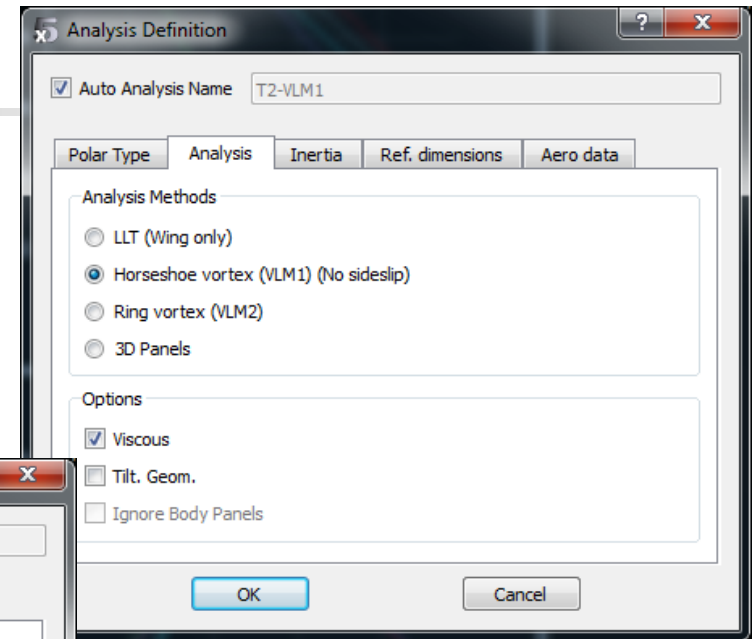 Analysis Definition
Auto Analysis Name T2-VLM1
Polar Type Analysis Inertia Ref. dimensions Aero data
Analysis Methods
LLT (Wing only)
Horseshoe vortex (VLM1) (No sideslip)
Ring vortex (VLM2)
3D Panels
Options
Viscous
Tilt. Geom.
Ignore Body Panels
OK Cancel